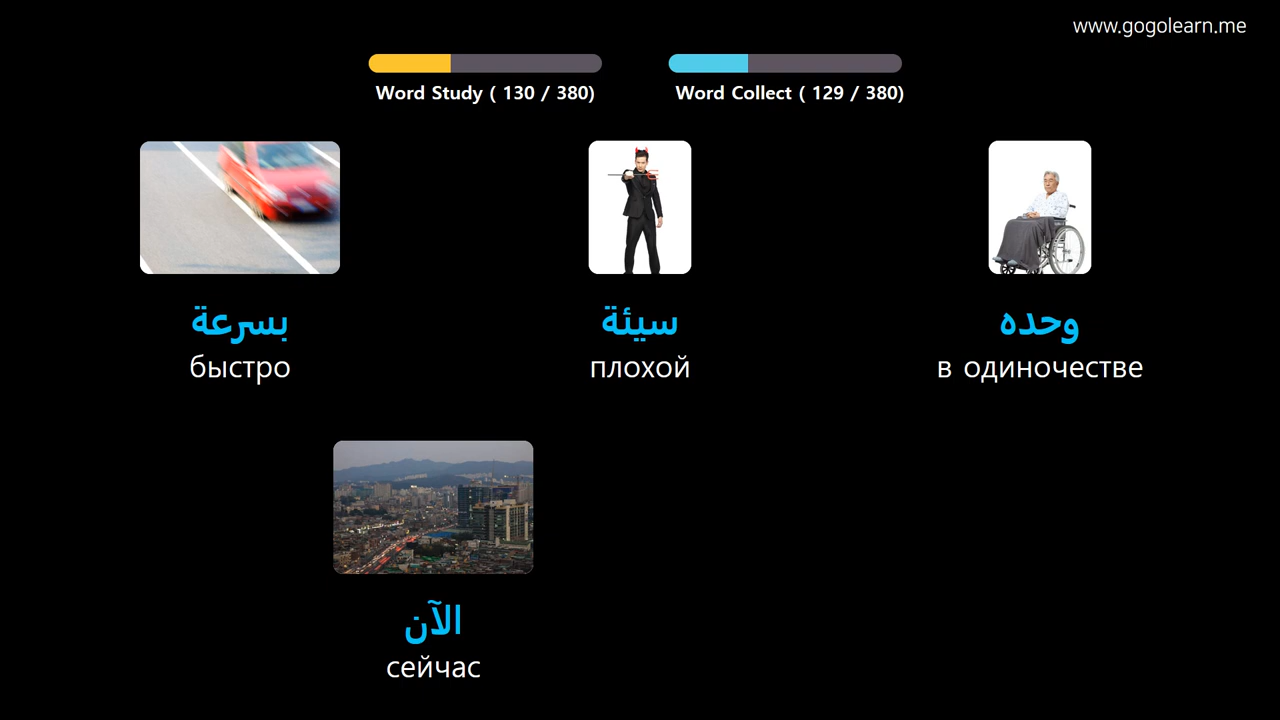 www.gogolearn.me
Word Study ( 130 / 380)
Word Collect ( 129 / 380)
بسرعة
быстро
سيئة
плохой
وحده
в одиночестве
الآن
сейчас